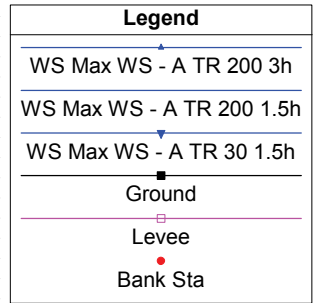 Legend
WS Max WS - A TR 200 3h
WS Max WS - A TR 200 1.5h
WS Max WS - A TR 30 1.5h
Ground
Levee
Bank Sta